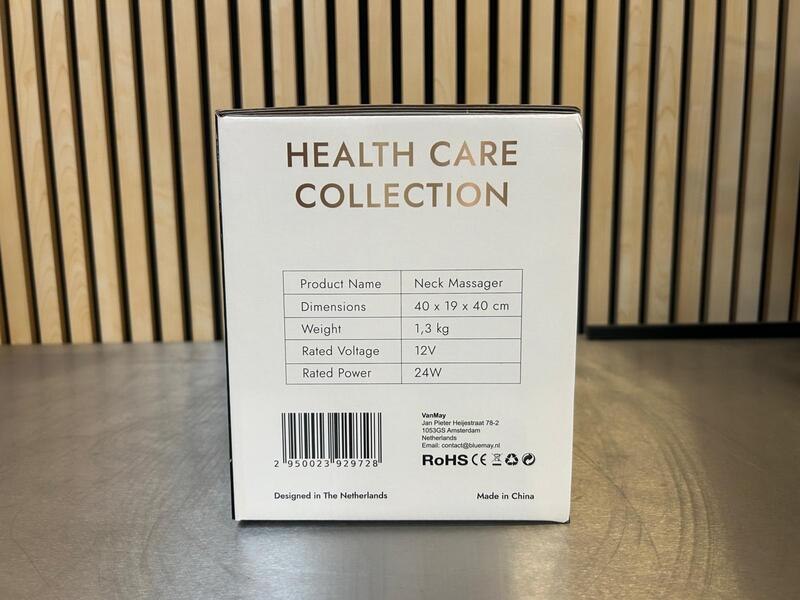 HEALTH CARE
COLLECTION
Product Name Neck Massager
Dimensions 40 x 19 x 40 cm
Weight 1,3 kg
Rated Voltage 12V
Rated Power 24W
VanMay
Jan Pieter Heijestraat 78-2
1053GS Amsterdam
Netherlands
Email: contact@bluemay.nl
RoHS CE
2 950023 929728
Designed in The Netherlands Made in China